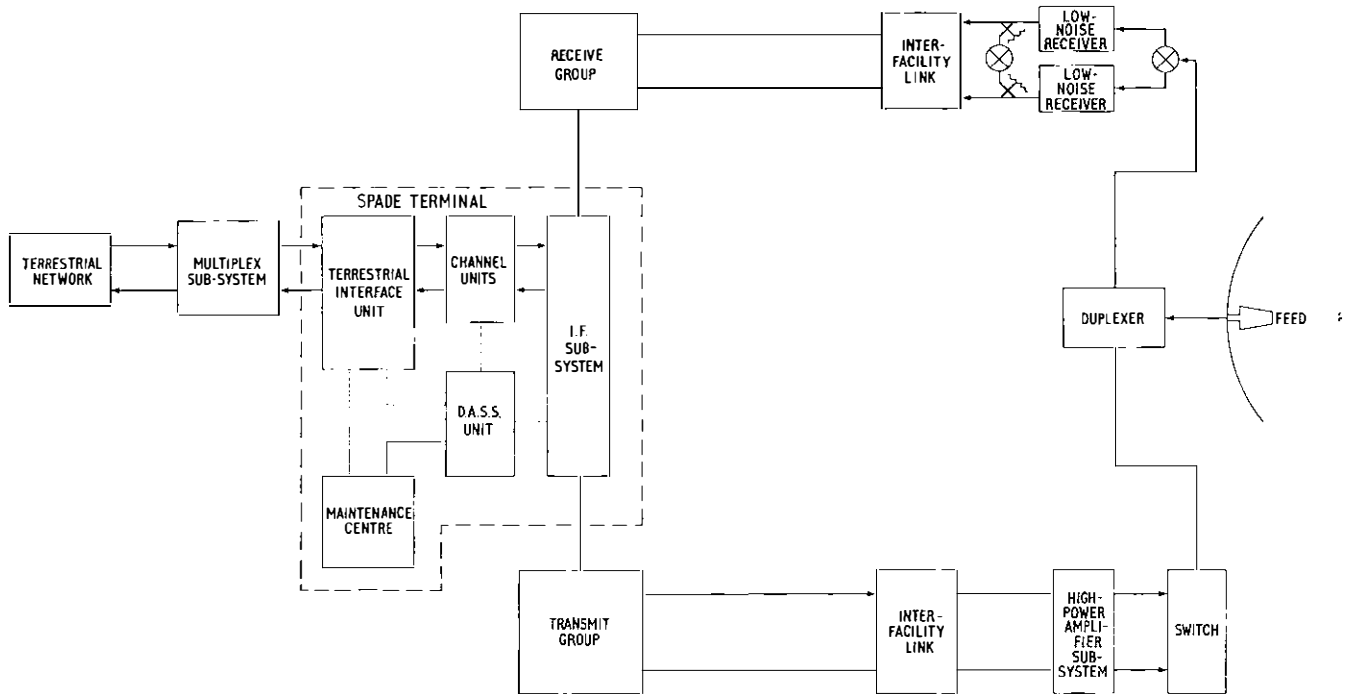 RECEIVE
GROUP
INTER-
FACILITY
LINK
LOW-
NOISE
RECEIVER
LOW-
NOISE
RECEIVER
SPADE TERMINAL
TERRESTRIAL
NETWORK
MULTIPLEX
SUB-SYSTEM
TERRESTRIAL
INTERFACE
UNIT
CHANNEL
UNITS
I.F.
SUB-
SYSTEM
D.A.S.S.
UNIT
MAINTENANCE
CENTRE
DUPLEXER
FEED
TRANSMIT
GROUP
INTER-
FACILITY
LINK
HIGH-
POWER
AMPLI-
FIER
SUB-
SYSTEM
SWITCH